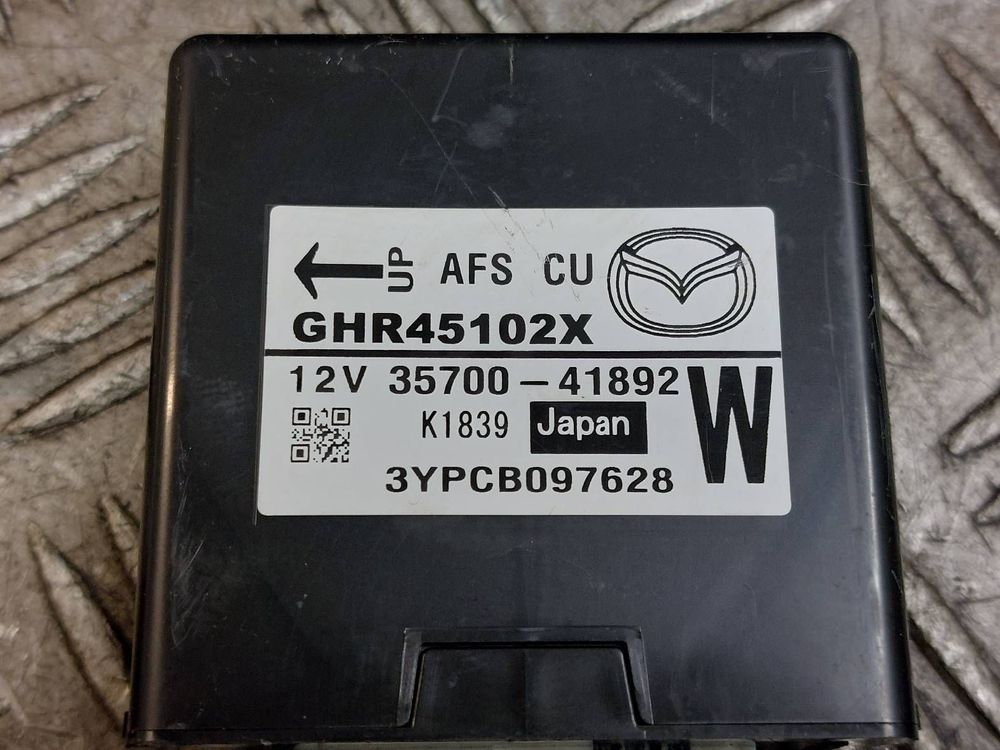 UP AFS CU
GHR45102X
12V 35700-41892 W
K1839 Japan
3YPCB097628